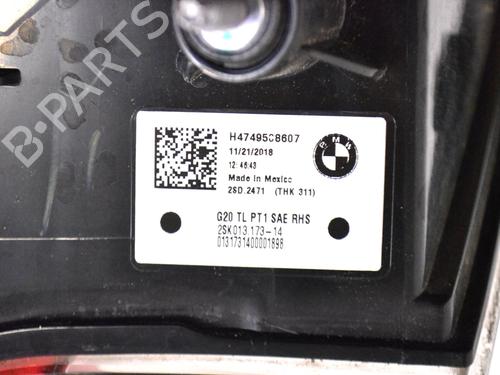 B-PARTS
H4749508607
11/21/2018
12:46:43
Made in Mexico
2SD.2471 (THK 311)
BMW
G20 TL PT1 SAE RHS
2SK013.173-14
0131731400001898